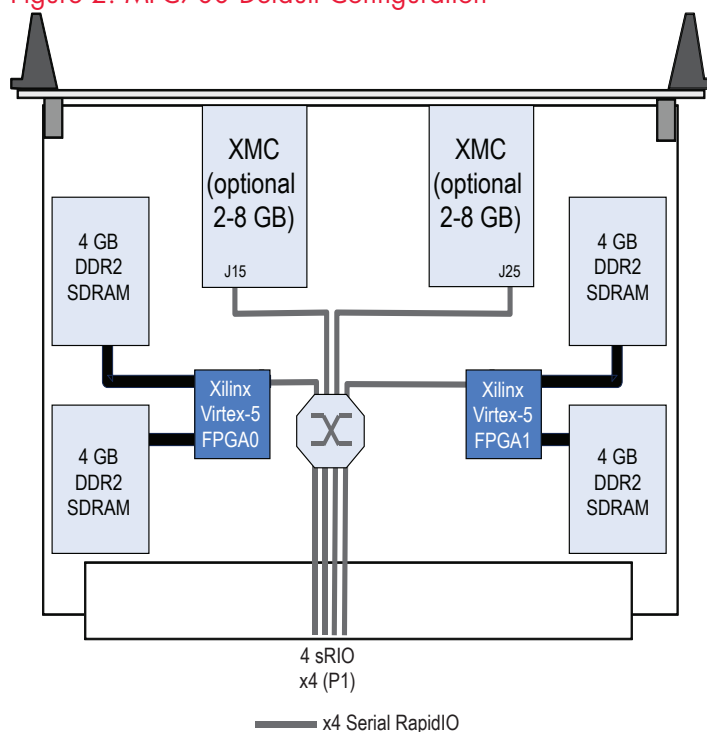 XMC
(optional
2-8 GB)
J15
XMC
(optional
2-8 GB)
J25
4 GB
DDR2
SDRAM
4 GB
DDR2
SDRAM
Xilinx
Virtex-5
FPGA0
Xilinx
Virtex-5
FPGA1
4 GB
DDR2
SDRAM
4 GB
DDR2
SDRAM
4 sRIO
x4 (P1)
x4 Serial RapidIO